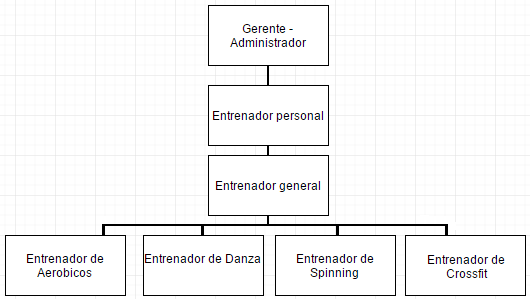 Gerente -
Administrador
Entrenador personal
Entrenador general
Entrenador de
Aerobicos
Entrenador de Danza
Entrenador de
Spinning
Entrenador de
Crossfit